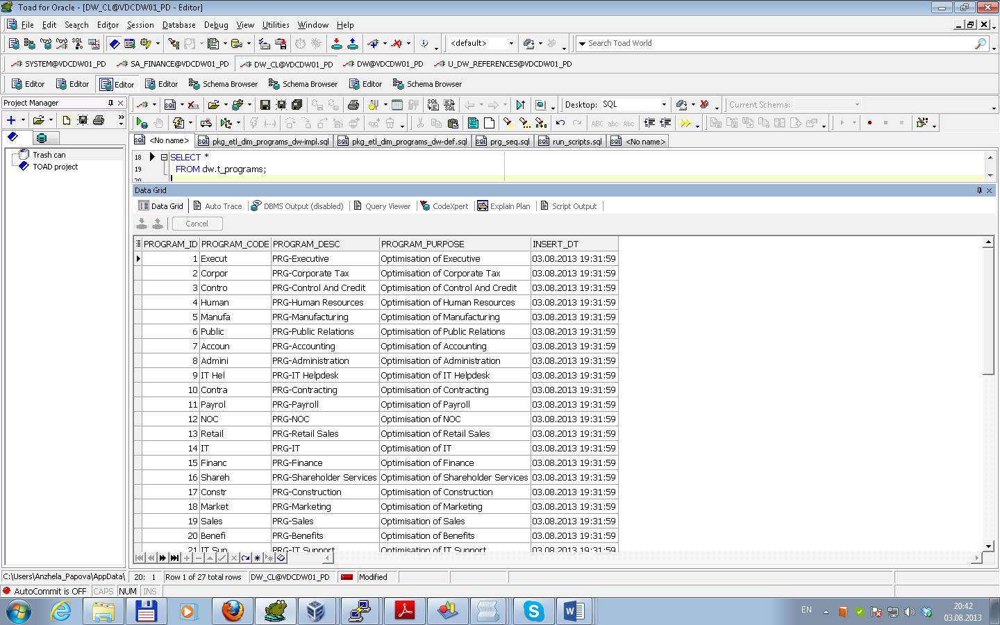 Toad for Oracle - [DW_CL@VDCDW01_PD - Editor]
File Edit Search Editor Session Database Debug View Utilities Window Help
<default> Search Toad World
SYSTEM@VDCDW01_PD SA_FINANCE@VDCDW01_PD DW_CL@VDCDW01_PD DW@VDCDW01_PD U_DW_REFERENCES@VDCDW01_PD
Editor Editor Editor Editor Schema Browser Schema Browser Editor Schema Browser
Project Manager
Desktop: SQL Current Schema:
<No name> pkg_etl_dim_programs_dw-impl.sql pkg_etl_dim_programs_dw-def.sql prg_seq.sql run_scripts.sql <No name>
Trash can
TOAD project
18 SELECT *
19 FROM dw.t_programs;
20
Data Grid
Data Grid Auto Trace DBMS Output (disabled) Query Viewer CodeXpert Explain Plan Script Output
Cancel
PROGRAM_ID PROGRAM_CODE PROGRAM_DESC PROGRAM_PURPOSE INSERT_DT
1 Execut PRG-Executive Optimisation of Executive 03.08.2013 19:31:59
2 Corpor PRG-Corporate Tax Optimisation of Corporate Tax 03.08.2013 19:31:59
3 Contro PRG-Control And Credit Optimisation of Control And Credit 03.08.2013 19:31:59
4 Human PRG-Human Resources Optimisation of Human Resources 03.08.2013 19:31:59
5 Manufa PRG-Manufacturing Optimisation of Manufacturing 03.08.2013 19:31:59
6 Public PRG-Public Relations Optimisation of Public Relations 03.08.2013 19:31:59
7 Accoun PRG-Accounting Optimisation of Accounting 03.08.2013 19:31:59
8 Admini PRG-Administration Optimisation of Administration 03.08.2013 19:31:59
9 IT Hel PRG-IT Helpdesk Optimisation of IT Helpdesk 03.08.2013 19:31:59
10 Contra PRG-Contracting Optimisation of Contracting 03.08.2013 19:31:59
11 Payrol PRG-Payroll Optimisation of Payroll 03.08.2013 19:31:59
12 NOC PRG-NOC Optimisation of NOC 03.08.2013 19:31:59
13 Retail PRG-Retail Sales Optimisation of Retail Sales 03.08.2013 19:31:59
14 IT PRG-IT Optimisation of IT 03.08.2013 19:31:59
15 Financ PRG-Finance Optimisation of Finance 03.08.2013 19:31:59
16 Shareh PRG-Shareholder Services Optimisation of Shareholder Services 03.08.2013 19:31:59
17 Constr PRG-Construction Optimisation of Construction 03.08.2013 19:31:59
18 Market PRG-Marketing Optimisation of Marketing 03.08.2013 19:31:59
19 Sales PRG-Sales Optimisation of Sales 03.08.2013 19:31:59
20 Benefi PRG-Benefits Optimisation of Benefits 03.08.2013 19:31:59
21 IT Sup PRG-IT Support Optimisation of IT Support 03.08.2013 19:31:59
C:\Users\Anzhela_Papova\AppData\ 20: 1 Row 1 of 27 total rows DW_CL@VDCDW01_PD Modified
AutoCommit is OFF CAPS NUM INS
EN 20:42
03.08.2013